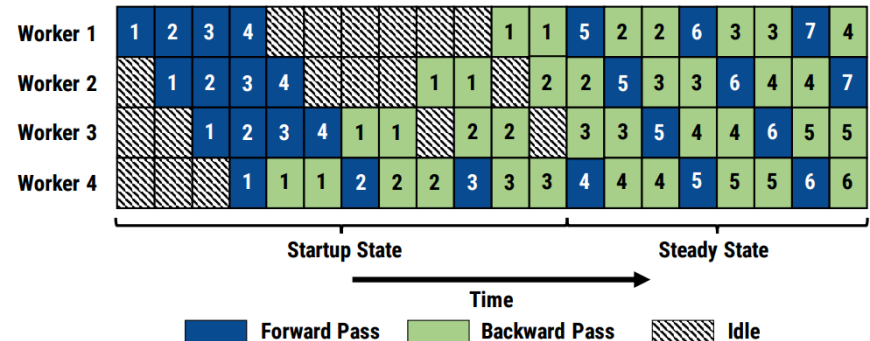 Worker 1 1 2 3 4 1 1 5 2 2 6 3 3 7 4
Worker 2 1 2 3 4 1 1 2 2 5 3 3 6 4 4 7
Worker 3 1 2 3 4 1 1 2 2 3 3 5 4 4 6 5 5
Worker 4 1 1 1 2 2 2 3 3 3 4 4 4 5 5 5 6 6
Startup State Steady State
Time
Forward Pass Backward Pass Idle